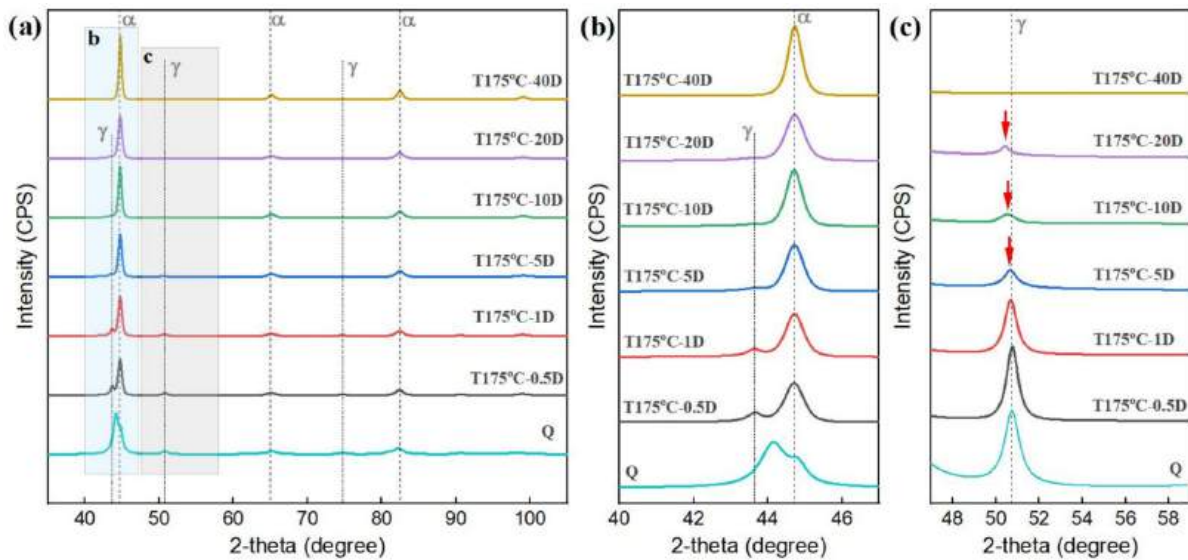 (a)
b
c
α
α
α
γ
γ
γ
T175°C-40D
T175°C-20D
T175°C-10D
T175°C-5D
T175°C-1D
T175°C-0.5D
Q
Intensity (CPS)
40 50 60 70 80 90 100
2-theta (degree)
(b)
α
γ
T175°C-40D
T175°C-20D
T175°C-10D
T175°C-5D
T175°C-1D
T175°C-0.5D
Q
Intensity (CPS)
40 42 44 46
2-theta (degree)
(c)
γ
T175°C-40D
T175°C-20D
T175°C-10D
T175°C-5D
T175°C-1D
T175°C-0.5D
Q
Intensity (CPS)
48 50 52 54 56 58
2-theta (degree)